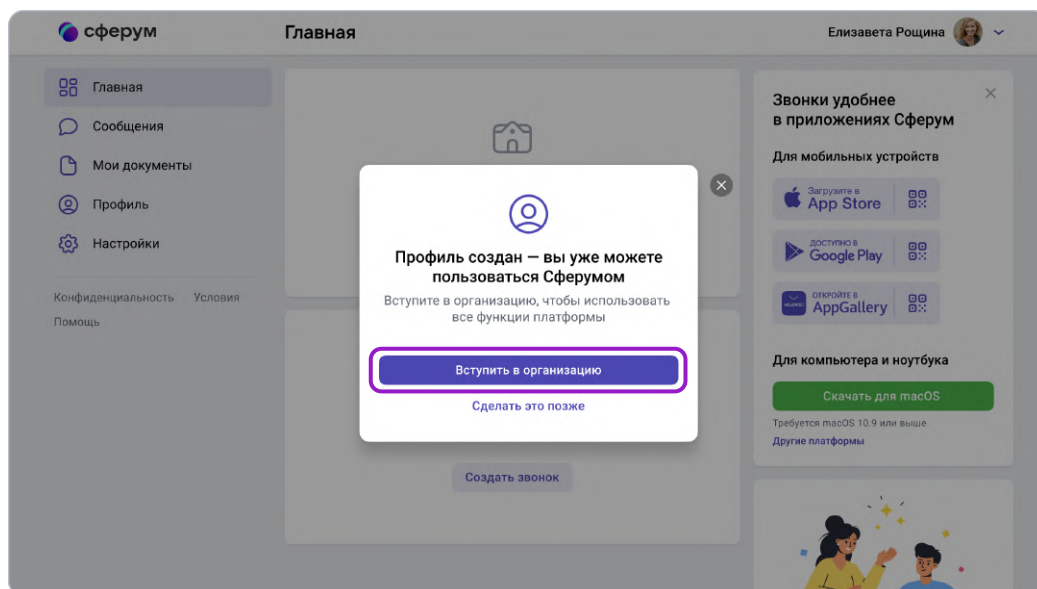 сферум
Главная
Елизавета Рощина
Главная
Сообщения
Мои документы
Профиль
Настройки
Конфиденциальность Условия
Помощь
Профиль создан — вы уже можете
пользоваться Сферумом
Вступите в организацию, чтобы использовать
все функции платформы
Вступить в организацию
Сделать это позже
Создать звонок
Звонки удобнее
в приложениях Сферум
Для мобильных устройств
Загрузите в
App Store
ДОСТУПНО В
Google Play
HUAWEI
ОТКРОЙТЕ В
AppGallery
Для компьютера и ноутбука
Скачать для macOS
Требуется macOS 10.9 или выше
Другие платформы